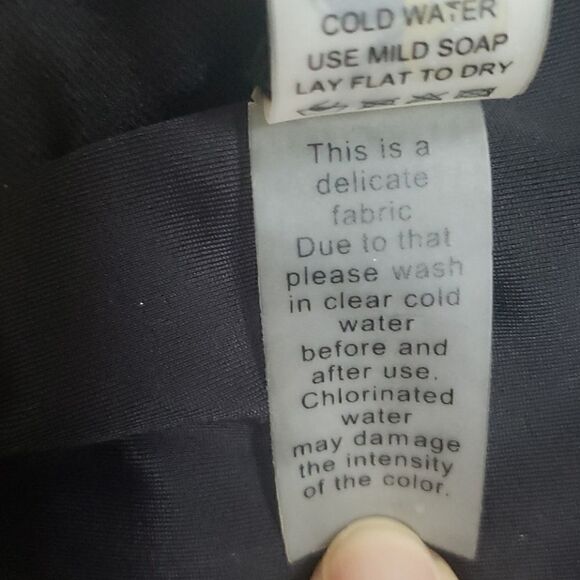 COLD WATER
USE MILD SOAP
LAY FLAT TO DRY
This is a
delicate
fabric
Due to that
please wash
in clear cold
water
before and
after use.
Chlorinated
water
may damage
the intensity
of the color.